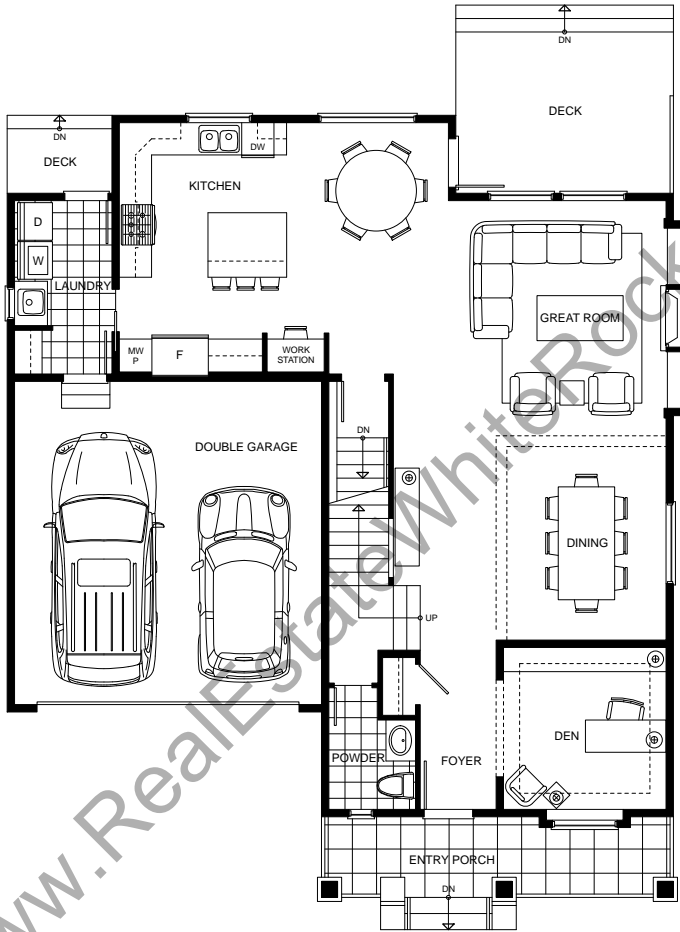 DN
DN
DECK
DECK
DW
KITCHEN
D
W
LAUNDRY
GREAT ROOM
MW
P
F
WORK
STATION
DN
DOUBLE GARAGE
DINING
UP
DEN
POWDER
FOYER
ENTRY PORCH
DN
www.RealEstateWhiteRock